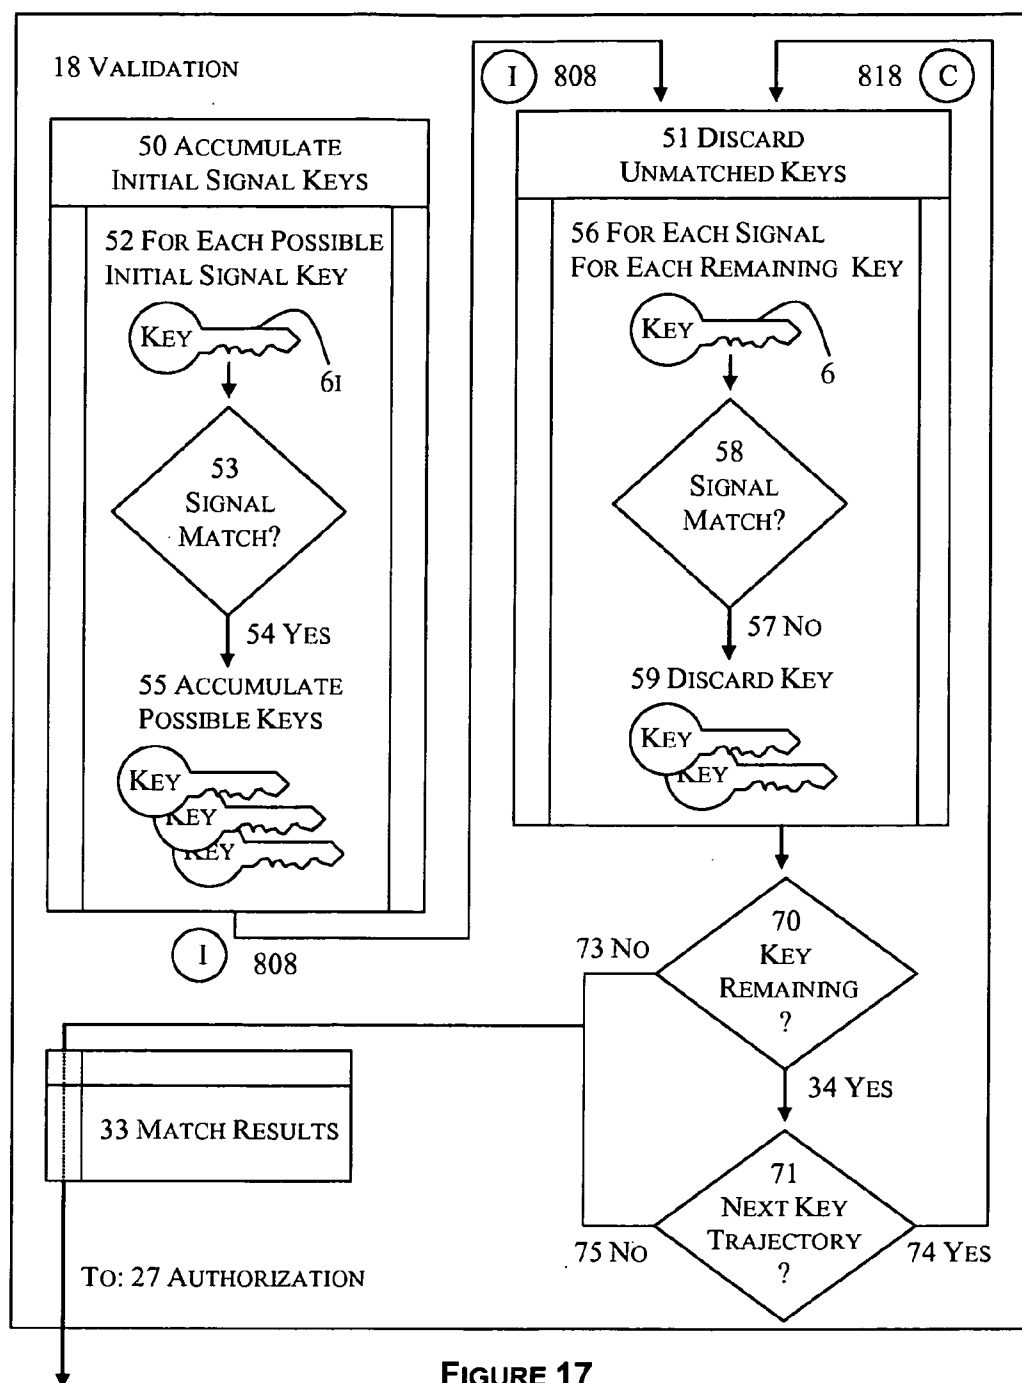 18 VALIDATION
50 ACCUMULATE
INITIAL SIGNAL KEYS
52 FOR EACH POSSIBLE
INITIAL SIGNAL KEY
KEY
6I
53
SIGNAL
MATCH?
54 YES
55 ACCUMULATE
POSSIBLE KEYS
KEY
KEY
KEY
I
808
I
808
818
C
51 DISCARD
UNMATCHED KEYS
56 FOR EACH SIGNAL
FOR EACH REMAINING KEY
KEY
6
58
SIGNAL
MATCH?
57 NO
59 DISCARD KEY
KEY
KEY
70
KEY
REMAINING
?
73 NO
34 YES
71
NEXT KEY
TRAJECTORY
?
75 NO
74 YES
33 MATCH RESULTS
TO: 27 AUTHORIZATION
FIGURE 17